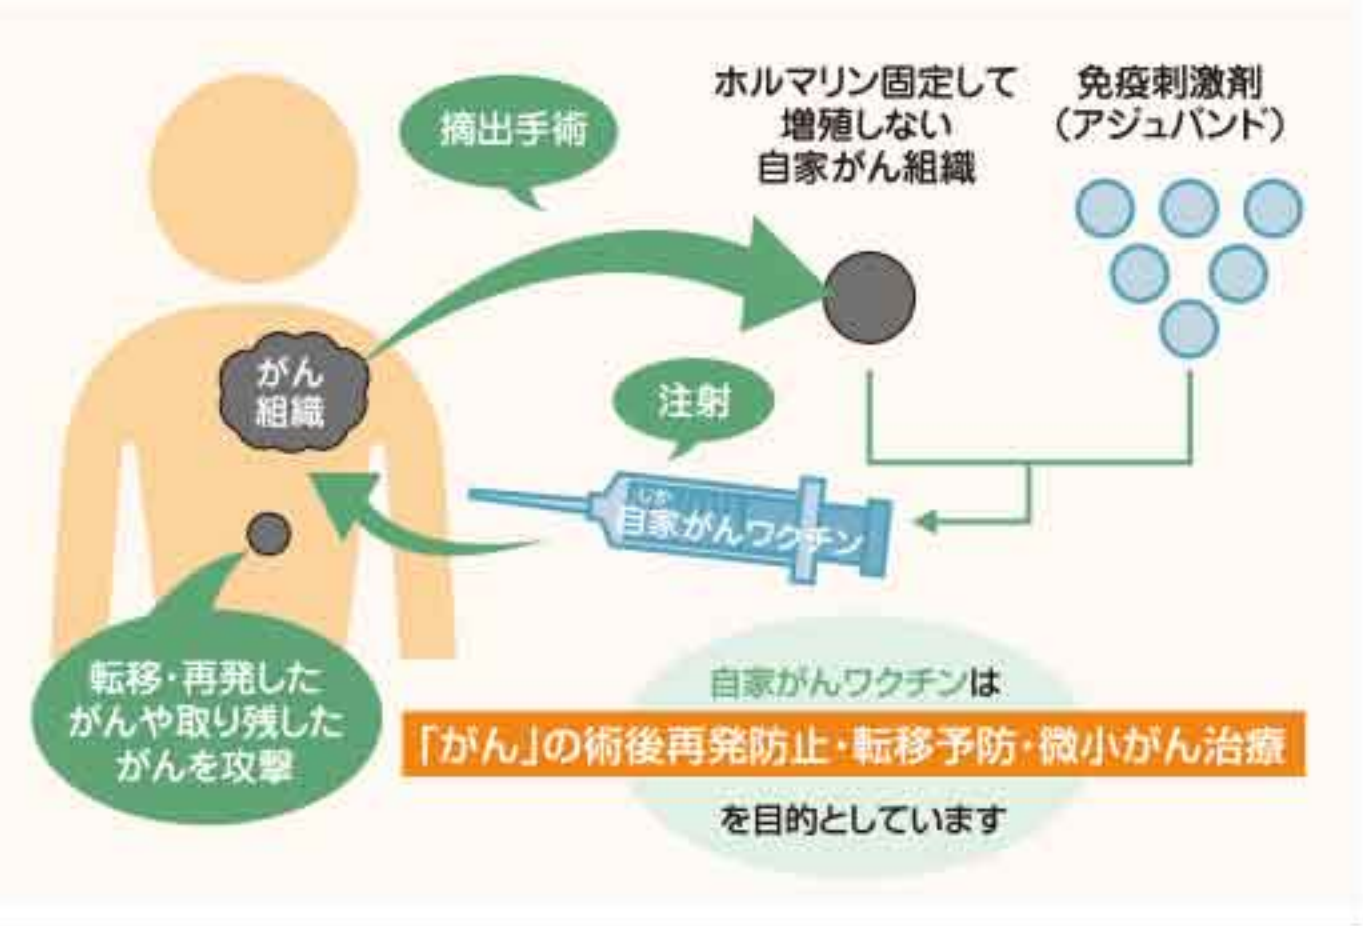 摘出手術
ホルマリン固定して
増殖しない
自家がん組織
免疫刺激剤
（アジュバンド）
がん
組織
注射
じか
自家がんワクチン
転移・再発した
がんや取り残した
がんを攻撃
自家がんワクチンは
「がん」の術後再発防止・転移予防・微小がん治療
を目的としています